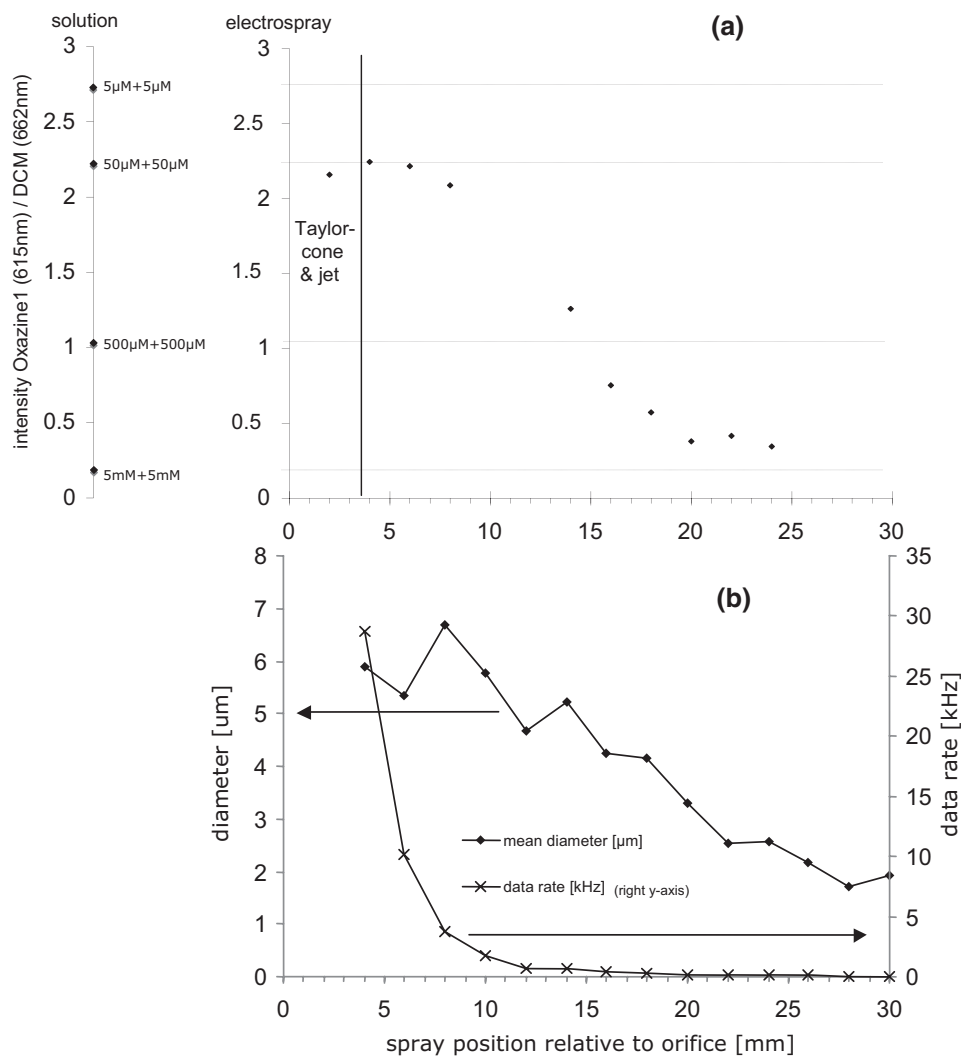 solution
electrospray
(a)
intensity Oxazine1 (615nm) / DCM (662nm)
3
2.5
2
1.5
1
0.5
0
5µM+5µM
50µM+50µM
500µM+500µM
5mM+5mM
3
2.5
2
1.5
1
0.5
0
Taylor-
cone
& jet
0 5 10 15 20 25 30
(b)
diameter [um]
8
7
6
5
4
3
2
1
0
35
30
25
20
15
10
5
0
data rate [kHz]
mean diameter [µm]
data rate [kHz] (right y-axis)
0 5 10 15 20 25 30
spray position relative to orifice [mm]